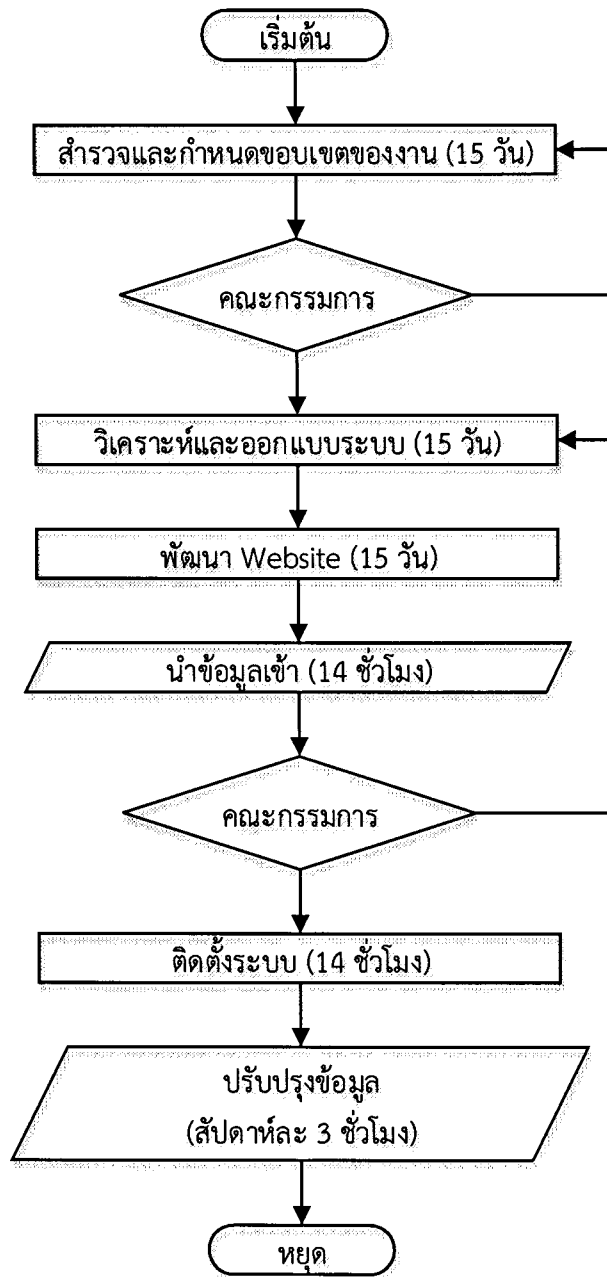 เริ่มต้น
สำรวจและกำหนดขอบเขตของงาน (15 วัน)
คณะกรรมการ
วิเคราะห์และออกแบบระบบ (15 วัน)
พัฒนา Website (15 วัน)
นำข้อมูลเข้า (14 ชั่วโมง)
คณะกรรมการ
ติดตั้งระบบ (14 ชั่วโมง)
ปรับปรุงข้อมูล
(สัปดาห์ละ 3 ชั่วโมง)
หยุด